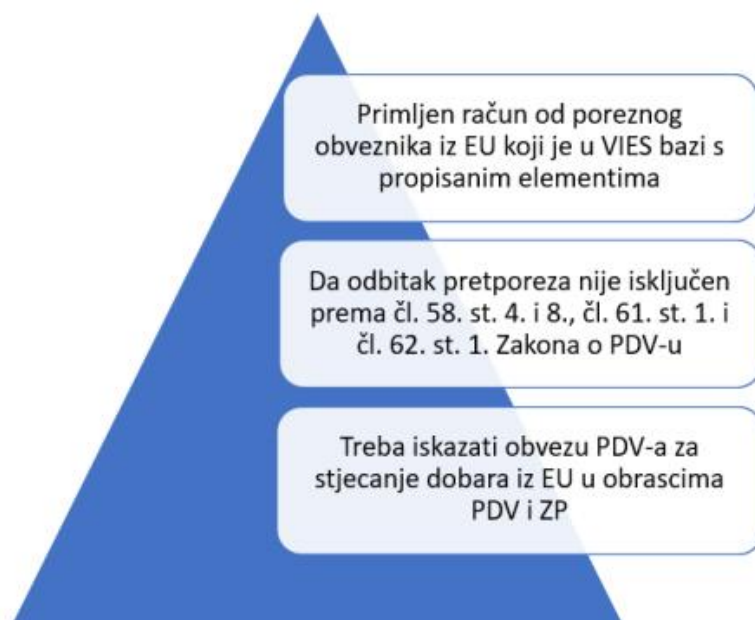 Primljen račun od poreznog
obveznika iz EU koji je u VIES bazi s
propisanim elementima
Da odbitak pretporeza nije isključen
prema čl. 58. st. 4. i 8., čl. 61. st. 1. i
čl. 62. st. 1. Zakona o PDV-u
Treba iskazati obvezu PDV-a za
stjecanje dobara iz EU u obrascima
PDV i ZP